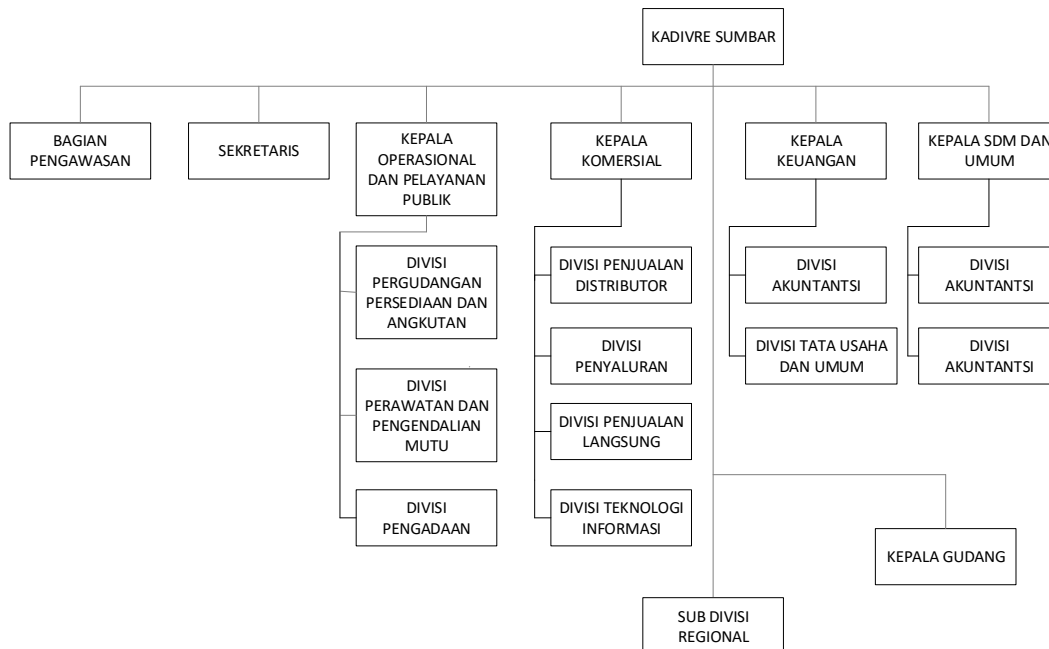 KADIVRE SUMBAR
BAGIAN
PENGAWASAN
SEKRETARIS
KEPALA
OPERASIONAL
DAN PELAYANAN
PUBLIK
KEPALA
KOMERSIAL
KEPALA
KEUANGAN
KEPALA SDM DAN
UMUM
DIVISI
PERGUDANGAN
PERSEDIAAN DAN
ANGKUTAN
DIVISI
PERAWATAN DAN
PENGENDALIAN
MUTU
DIVISI
PENGADAAN
DIVISI PENJUALAN
DISTRIBUTOR
DIVISI
PENYALURAN
DIVISI PENJUALAN
LANGSUNG
DIVISI TEKNOLOGI
INFORMASI
DIVISI
AKUNTANTSI
DIVISI TATA USAHA
DAN UMUM
DIVISI
AKUNTANTSI
DIVISI
AKUNTANTSI
KEPALA GUDANG
SUB DIVISI
REGIONAL